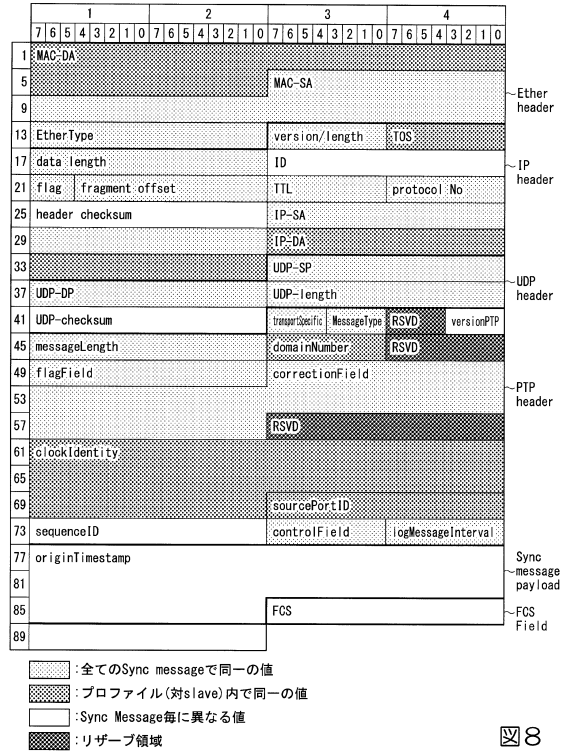 1 2 3 4
7 6 5 4 3 2 1 0 7 6 5 4 3 2 1 0 7 6 5 4 3 2 1 0 7 6 5 4 3 2 1 0
1 MAC-DA
5 MAC-SA
9
Ether header
13 EtherType version/length TOS
17 data length ID
IP header
21 flag fragment offset TTL protocol No
25 header checksum IP-SA
29 IP-DA
33 UDP-SP
UDP header
37 UDP-DP UDP-length
41 UDP-checksum transportSpecific MessageType RSVD versionPTP
45 messageLength domainNumber RSVD
49 flagField correctionField
53
PTP header
57 RSVD
61 clockIdentity
65
69 sourcePortID
73 sequenceID controlField logMessageInterval
77 originTimestamp
81
Sync message payload
85 FCS
FCS Field
89
:全てのSync messageで同一の値
:プロファイル(対slave)内で同一の値
:Sync Message毎に異なる値
:リザーブ領域
図8